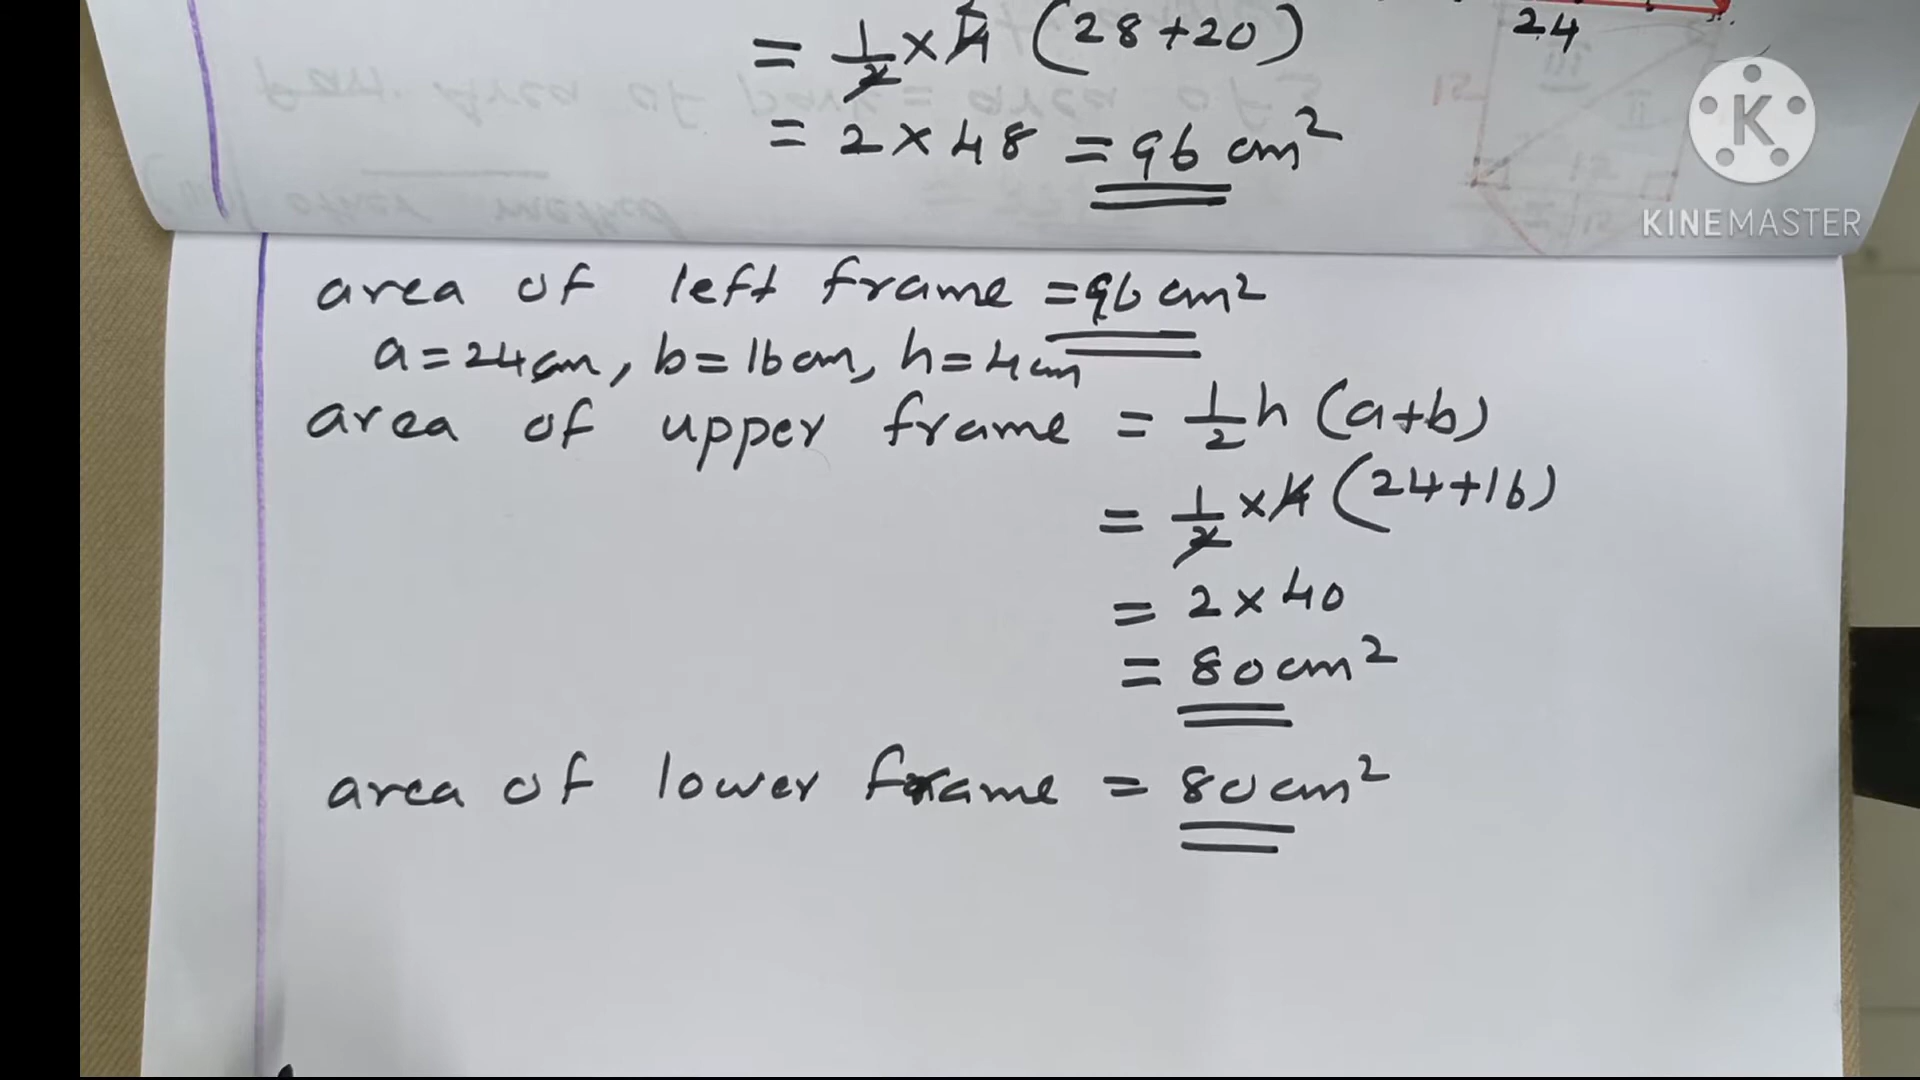 = 1/2 × 4 (28+20)
24
= 2 × 48 = 96 cm²
KINEMASTER
area of left frame = 96 cm²
a = 24 cm, b = 16 cm, h = 4 cm
area of upper frame = 1/2 h (a+b)
= 1/2 × 4 (24+16)
= 2 × 40
= 80 cm²
area of lower frame = 80 cm²